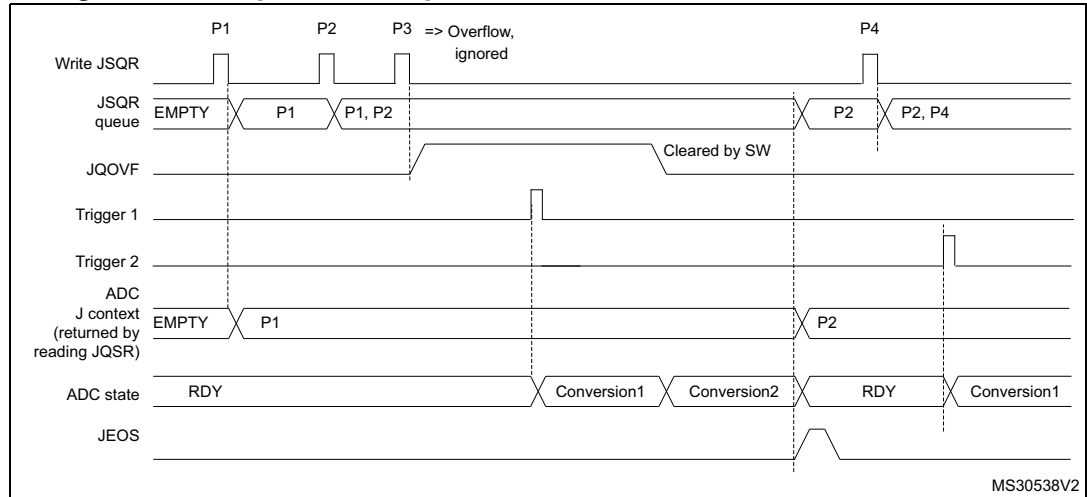 P1 P2 P3 => Overflow, P4
ignored
Write JSQR
JSQR
queue
EMPTY P1 P1, P2 P2 P2, P4
JQOVF Cleared by SW
Trigger 1
Trigger 2
ADC
J context
(returned by
reading JQSR)
EMPTY P1 P2
ADC state RDY Conversion1 Conversion2 RDY Conversion1
JEOS
MS30538V2